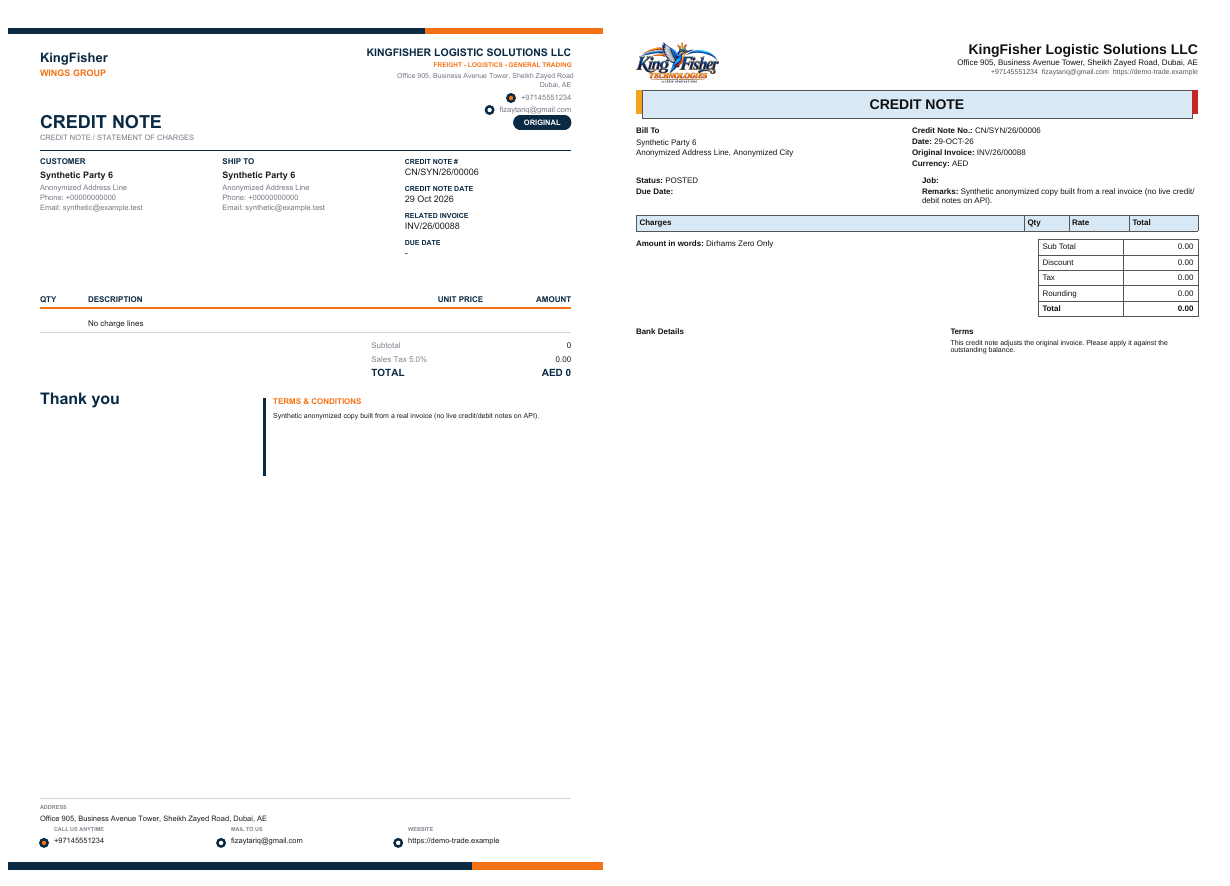 KingFisher
WINGS GROUP
KINGFISHER LOGISTIC SOLUTIONS LLC
FREIGHT - LOGISTICS - GENERAL TRADING
Office 905, Business Avenue Tower, Sheikh Zayed Road
Dubai, AE
+97145551234
fizaytariq@gmail.com
CREDIT NOTE
ORIGINAL
CREDIT NOTE / STATEMENT OF CHARGES
CUSTOMER
Synthetic Party 6
Anonymized Address Line
Phone: +00000000000
Email: synthetic@example.test
SHIP TO
Synthetic Party 6
Anonymized Address Line
Phone: +00000000000
Email: synthetic@example.test
CREDIT NOTE #
CN/SYN/26/00006
CREDIT NOTE DATE
29 Oct 2026
RELATED INVOICE
INV/26/00088
DUE DATE
-
QTY DESCRIPTION UNIT PRICE AMOUNT
No charge lines
Subtotal 0
Sales Tax 5.0% 0.00
TOTAL AED 0
Thank you
TERMS & CONDITIONS
Synthetic anonymized copy built from a real invoice (no live credit/debit notes on API).
ADDRESS
Office 905, Business Avenue Tower, Sheikh Zayed Road, Dubai, AE
CALL US ANYTIME
+97145551234
MAIL TO US
fizaytariq@gmail.com
WEBSITE
https://demo-trade.example
King Fisher
TECHNOLOGIES
KingFisher Logistic Solutions LLC
Office 905, Business Avenue Tower, Sheikh Zayed Road, Dubai, AE
+97145551234 fizaytariq@gmail.com https://demo-trade.example
CREDIT NOTE
Bill To
Synthetic Party 6
Anonymized Address Line, Anonymized City
Credit Note No.: CN/SYN/26/00006
Date: 29-OCT-26
Original Invoice: INV/26/00088
Currency: AED
Status: POSTED
Due Date:
Job:
Remarks: Synthetic anonymized copy built from a real invoice (no live credit/
debit notes on API).
Charges Qty Rate Total
Amount in words: Dirhams Zero Only
Sub Total 0.00
Discount 0.00
Tax 0.00
Rounding 0.00
Total 0.00
Bank Details
Terms
This credit note adjusts the original invoice. Please apply it against the
outstanding balance.